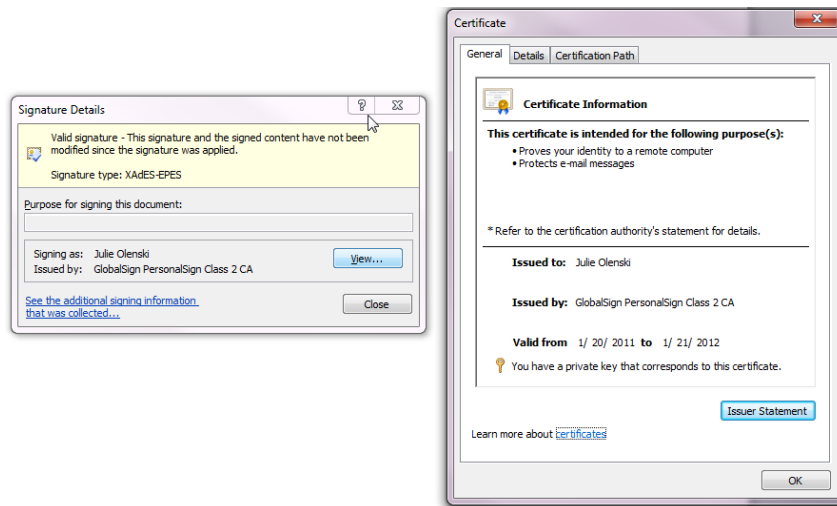 Signature Details
Valid signature - This signature and the signed content have not been
modified since the signature was applied.
Signature type: XAdES-EPES
Purpose for signing this document:
Signing as: Julie Olenski
Issued by: GlobalSign PersonalSign Class 2 CA
View...
See the additional signing information
that was collected...
Close
Certificate
General Details Certification Path
Certificate Information
This certificate is intended for the following purpose(s):
• Proves your identity to a remote computer
• Protects e-mail messages
* Refer to the certification authority's statement for details.
Issued to: Julie Olenski
Issued by: GlobalSign PersonalSign Class 2 CA
Valid from 1/ 20/ 2011 to 1/ 21/ 2012
You have a private key that corresponds to this certificate.
Issuer Statement
Learn more about certificates
OK